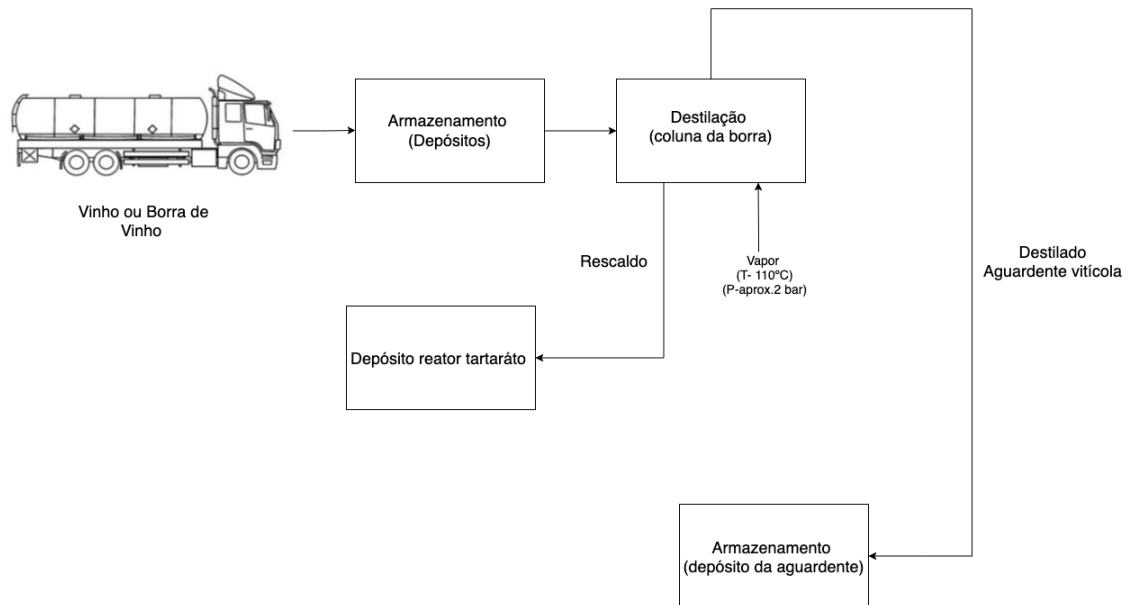 Vinho ou Borra de
Vinho
Armazenamento
(Depósitos)
Destilação
(coluna da borra)
Rescaldo
Vapor
(T- 110ºC)
(P-aprox.2 bar)
Destilado
Aguardente vitícola
Depósito reator tartaráto
Armazenamento
(depósito da aguardente)